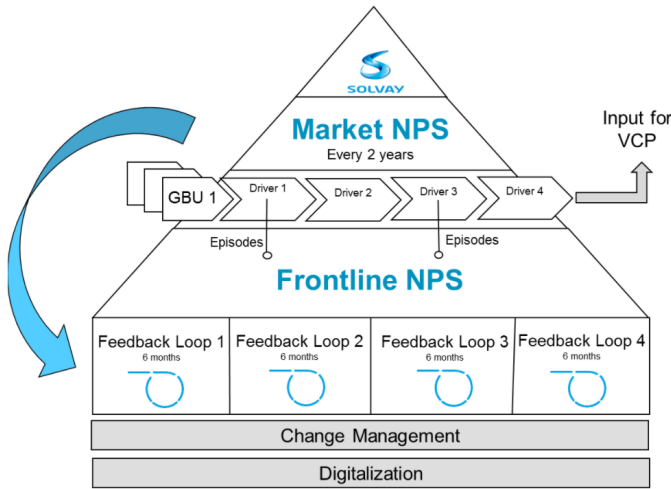 SOLVAY
Market NPS
Every 2 years
Input for
VCP
GBU 1
Driver 1
Driver 2
Driver 3
Driver 4
Episodes
Episodes
Frontline NPS
Feedback Loop 1
6 months
Feedback Loop 2
6 months
Feedback Loop 3
6 months
Feedback Loop 4
6 months
Change Management
Digitalization